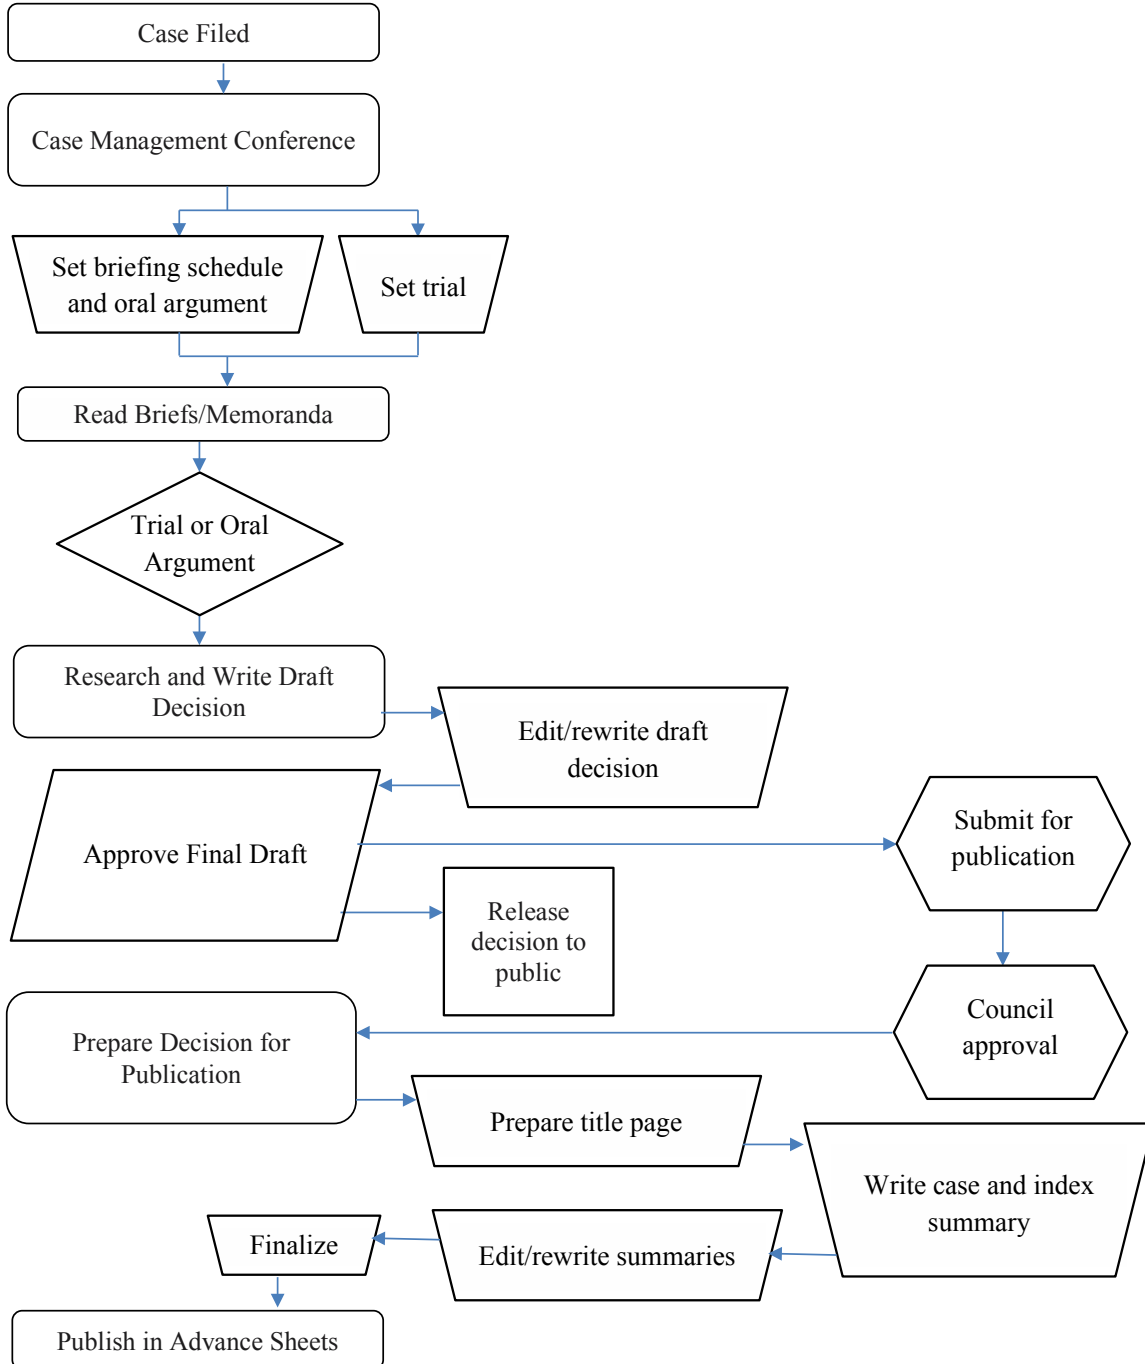 Case Filed
Case Management Conference
Set briefing schedule
and oral argument
Set trial
Read Briefs/Memoranda
Trial or Oral
Argument
Research and Write Draft
Decision
Edit/rewrite draft
decision
Approve Final Draft
Submit for
publication
Release
decision to
public
Council
approval
Prepare Decision for
Publication
Prepare title page
Write case and index
summary
Edit/rewrite summaries
Finalize
Publish in Advance Sheets